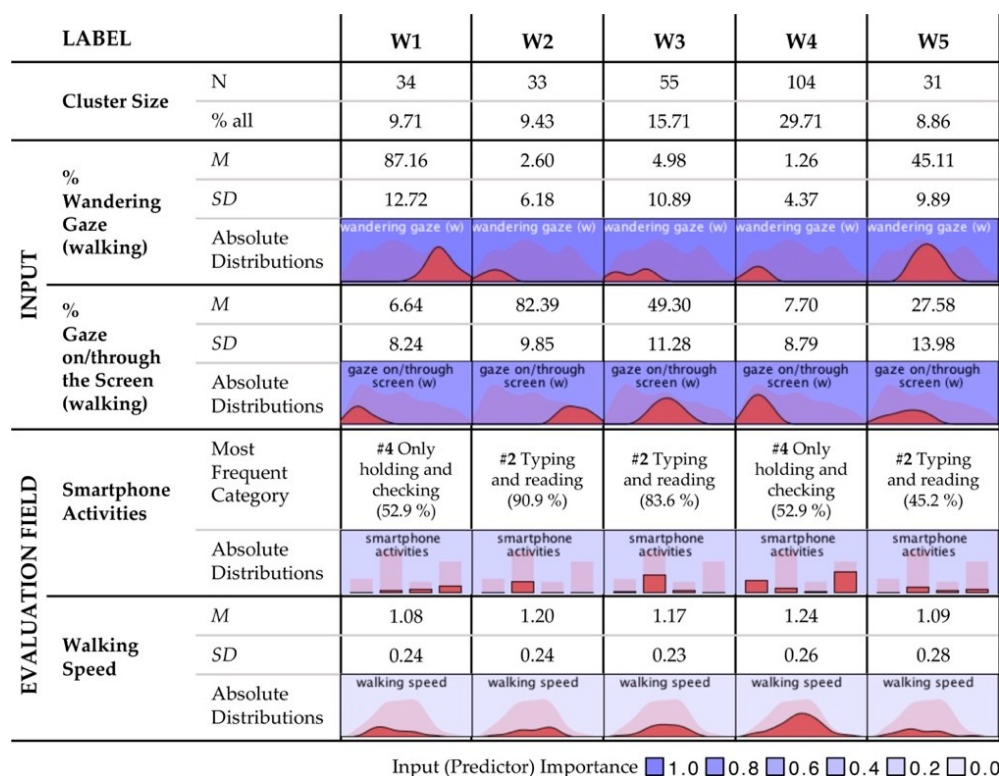 LABEL W1 W2 W3 W4 W5
Cluster Size
N 34 33 55 104 31
% all 9.71 9.43 15.71 29.71 8.86
INPUT
%
Wandering
Gaze
(walking)
M 87.16 2.60 4.98 1.26 45.11
SD 12.72 6.18 10.89 4.37 9.89
Absolute
Distributions
wandering gaze (w) wandering gaze (w) wandering gaze (w) wandering gaze (w) wandering gaze (w)
%
Gaze
on/through
the Screen
(walking)
M 6.64 82.39 49.30 7.70 27.58
SD 8.24 9.85 11.28 8.79 13.98
Absolute
Distributions
gaze on/through gaze on/through gaze on/through gaze on/through gaze on/through
screen (w) screen (w) screen (w) screen (w) screen (w)
EVALUATION FIELD
Smartphone
Activities
Most
Frequent
Category
#4 Only
holding and
checking
(52.9 %)
#2 Typing
and reading
(90.9 %)
#2 Typing
and reading
(83.6 %)
#4 Only
holding and
checking
(52.9 %)
#2 Typing
and reading
(45.2 %)
Absolute
Distributions
smartphone smartphone smartphone smartphone smartphone
activities activities activities activities activities
Walking
Speed
M 1.08 1.20 1.17 1.24 1.09
SD 0.24 0.24 0.23 0.26 0.28
Absolute
Distributions
walking speed walking speed walking speed walking speed walking speed
Input (Predictor) Importance 1.0 0.8 0.6 0.4 0.2 0.0